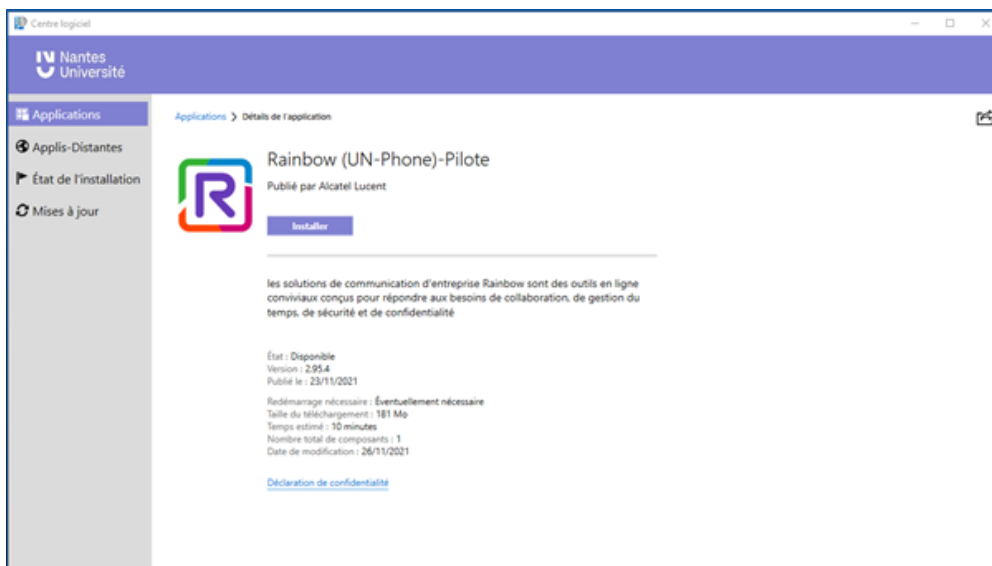 Centre logiciel
Nantes
Université
Applications
Applis-Distantes
État de l'installation
Mises à jour
Applications ❯ Détails de l'application
R
Rainbow (UN-Phone)-Pilote
Publié par Alcatel Lucent
Installer
les solutions de communication d'entreprise Rainbow sont des outils en ligne
conviviaux conçus pour répondre aux besoins de collaboration, de gestion du
temps, de sécurité et de confidentialité
État : Disponible
Version : 2.95.4
Publié le : 23/11/2021
Redémarrage nécessaire : Éventuellement nécessaire
Taille du téléchargement : 181 Mo
Temps estimé : 10 minutes
Nombre total de composants : 1
Date de modification : 26/11/2021
Déclaration de confidentialité